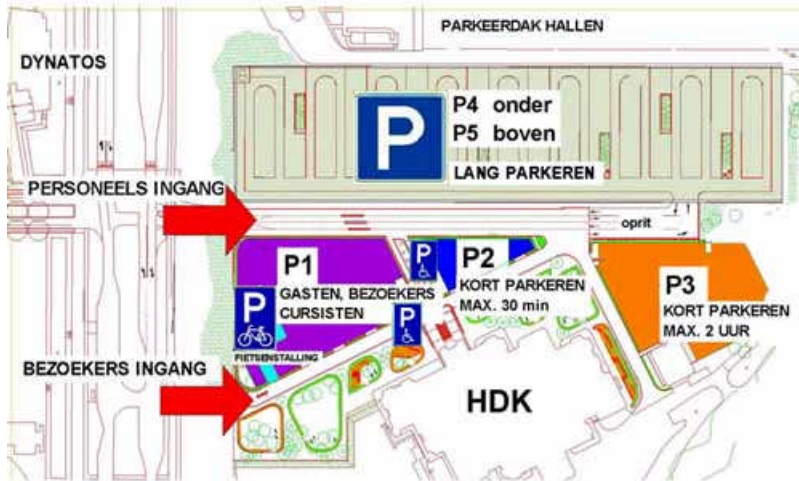 PARKEERDAK HALLEN
DYNATOS
P
P4 onder
P5 boven
LANG PARKEREN
PERSONEELS INGANG
oprit
P1
GASTEN, BEZOEKERS
CURSISTEN
P
P2
KORT PARKEREN
MAX. 30 min
P3
KORT PARKEREN
MAX. 2 UUR
P
P
FIETSENSTALLING
BEZOEKERS INGANG
HDK